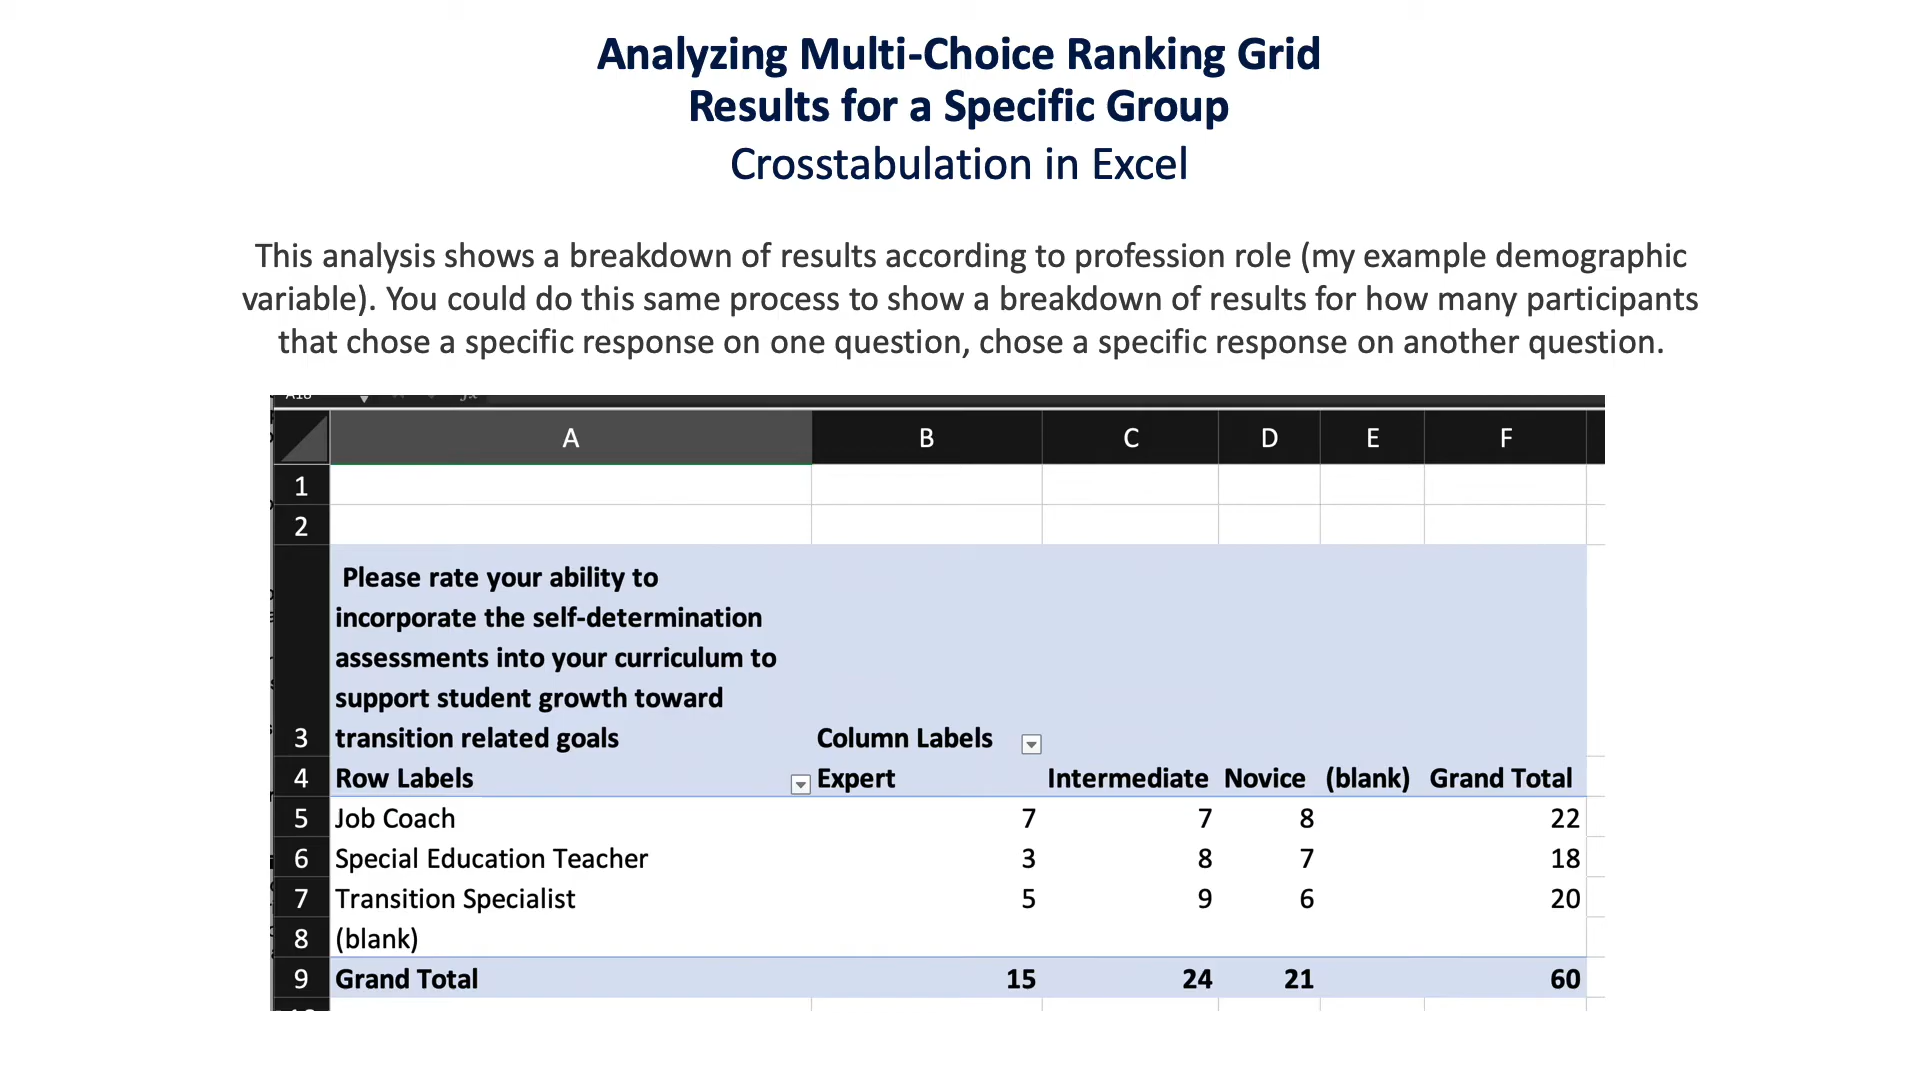 Analyzing Multi-Choice Ranking Grid
Results for a Specific Group
Crosstabulation in Excel
This analysis shows a breakdown of results according to profession role (my example demographic
variable). You could do this same process to show a breakdown of results for how many participants
that chose a specific response on one question, chose a specific response on another question.
A B C D E F
1
2
Please rate your ability to
incorporate the self-determination
assessments into your curriculum to
support student growth toward
3 transition related goals Column Labels
4 Row Labels Expert Intermediate Novice (blank) Grand Total
5 Job Coach 7 7 8 22
6 Special Education Teacher 3 8 7 18
7 Transition Specialist 5 9 6 20
8 (blank)
9 Grand Total 15 24 21 60